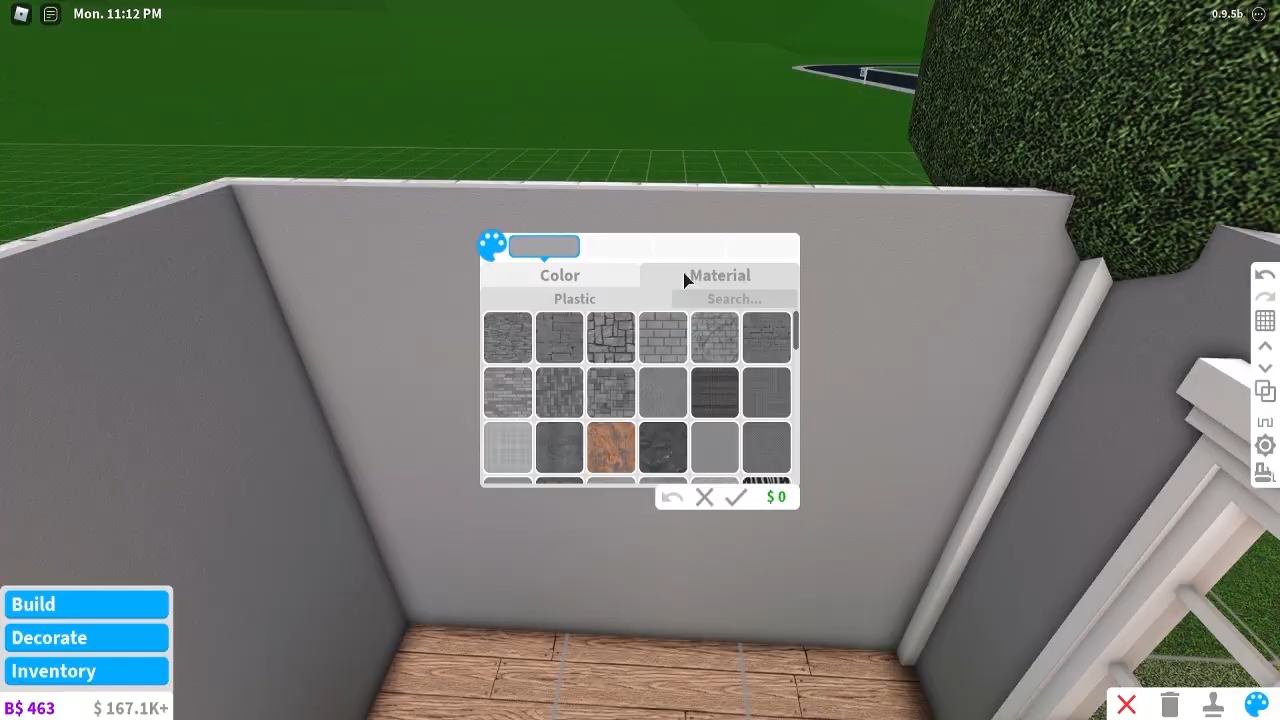 Mon. 11:12 PM
0.9.5b
Color
Material
Plastic
Search...
$ 0
Build
Decorate
Inventory
B$ 463
$ 167.1K+